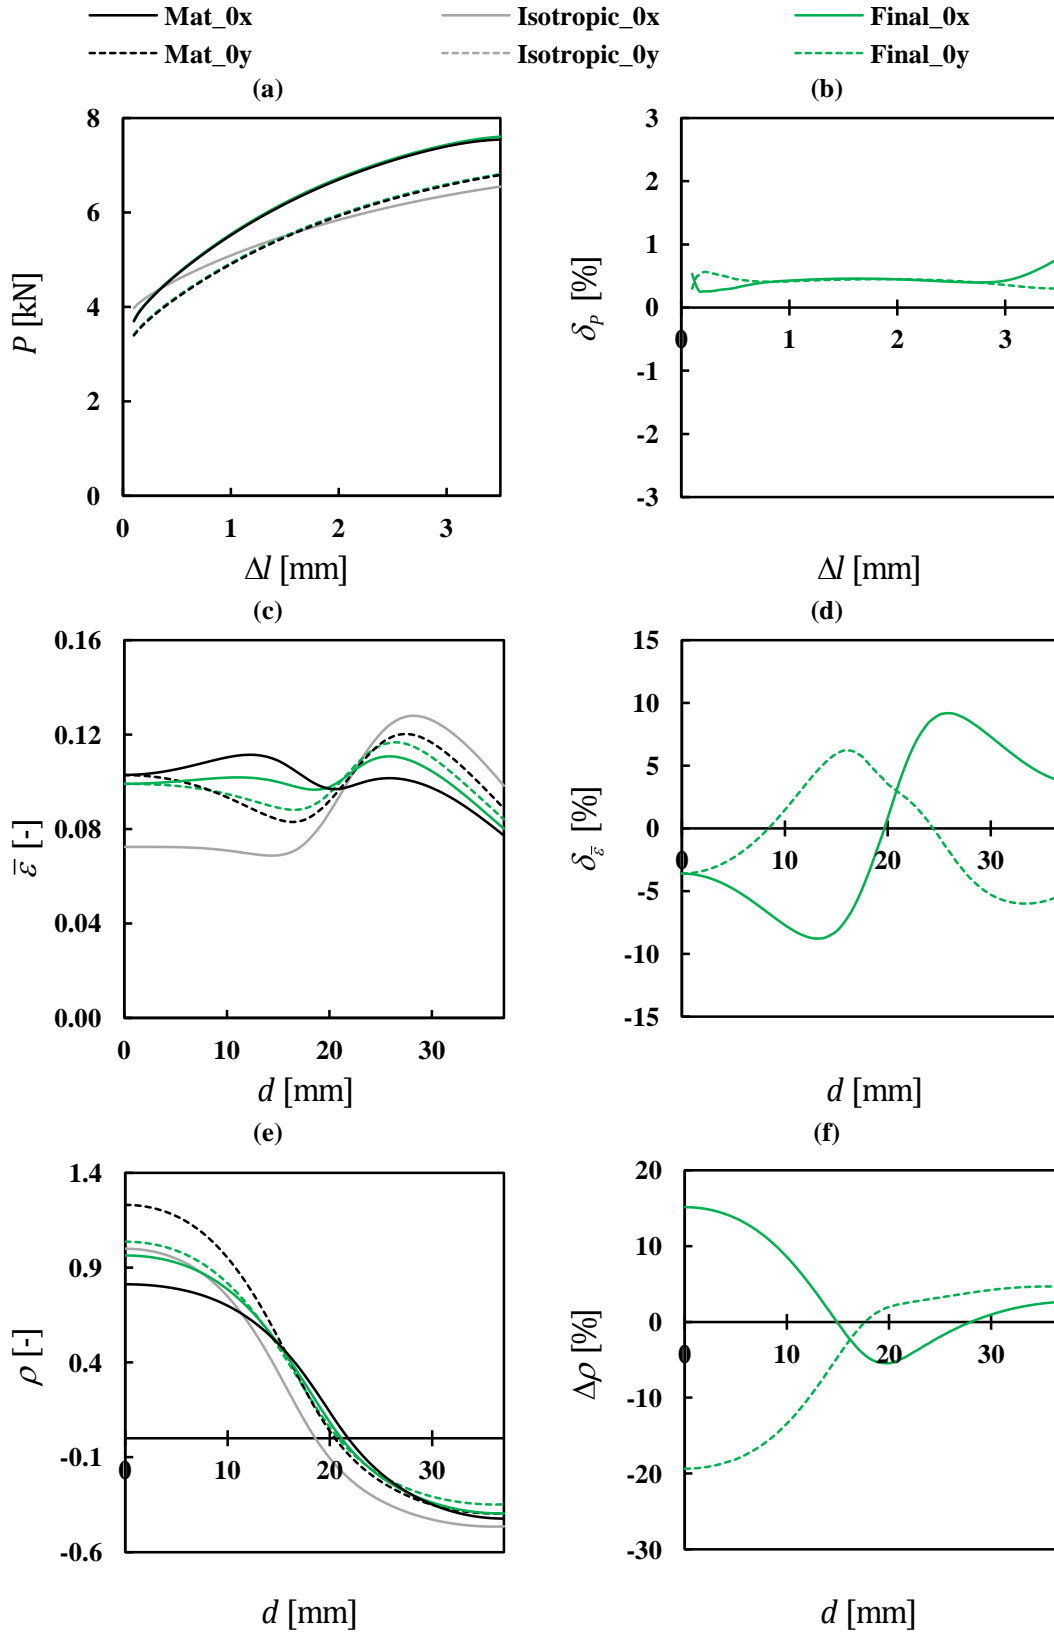 Mat_0x Isotropic_0x Final_0x
Mat_0y Isotropic_0y Final_0y
(a)
8
6
4
2
0
0 1 2 3
P [kN]
Δl [mm]
(b)
3
2
1
0
-1
-2
-3
0 1 2 3
δP [%]
Δl [mm]
(c)
0.16
0.12
0.08
0.04
0.00
0 10 20 30
ε̅ [-]
d [mm]
(d)
15
10
5
0
-5
-10
-15
0 10 20 30
δε̅ [%]
d [mm]
(e)
1.4
0.9
0.4
-0.1
-0.6
0 10 20 30
ρ [-]
d [mm]
(f)
20
10
0
-10
-20
-30
0 10 20 30
Δρ [%]
d [mm]